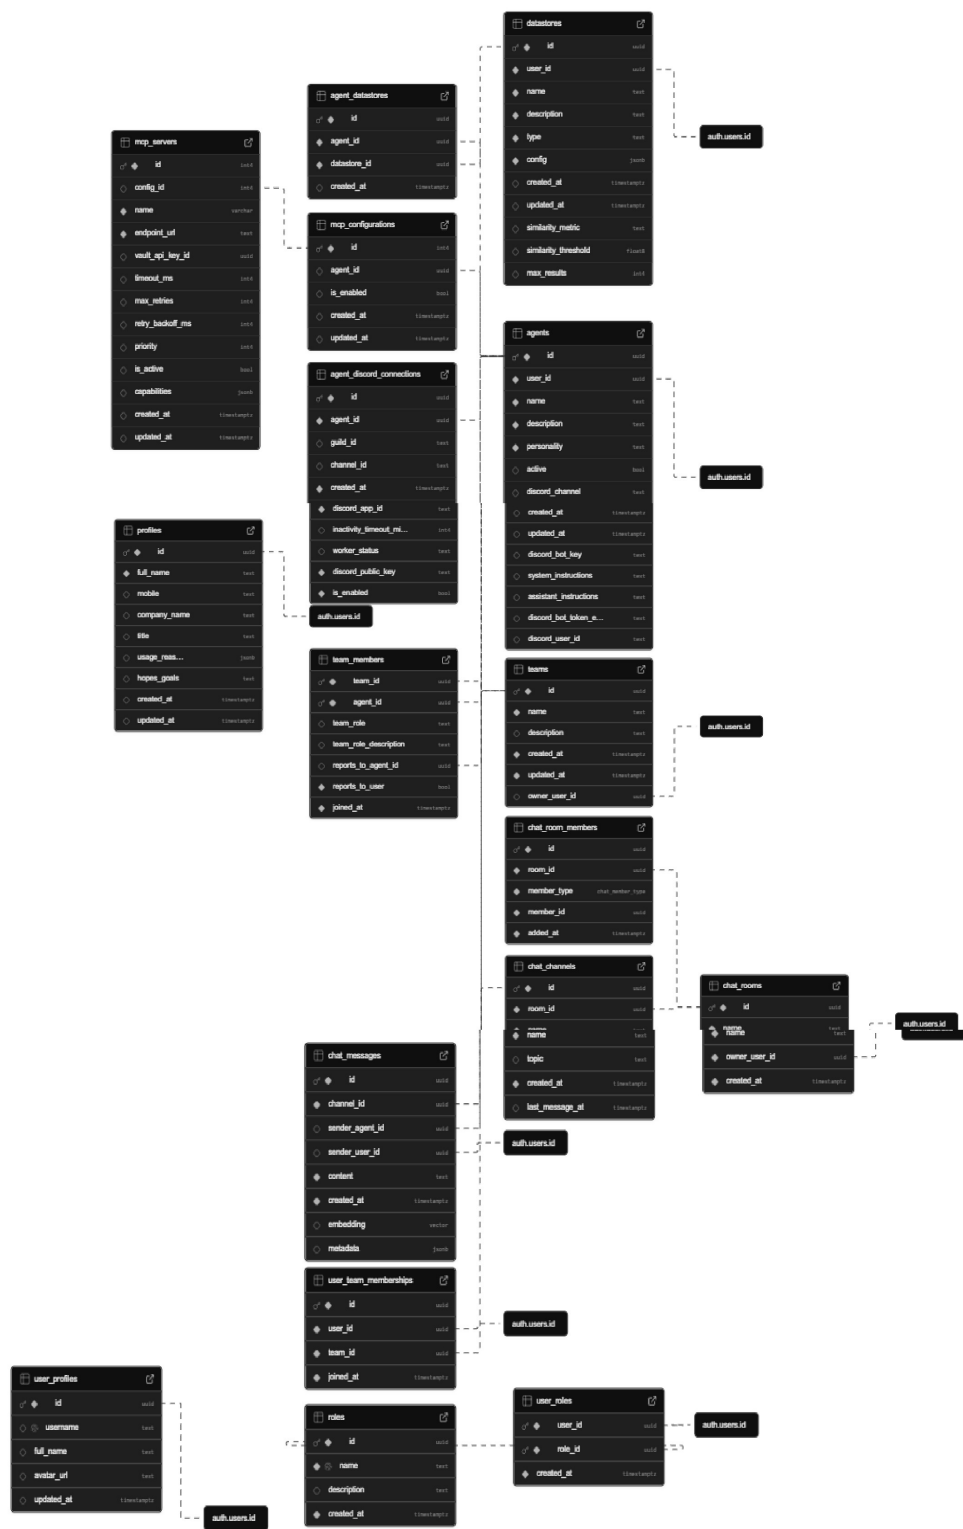 datastores
id uuid
user_id uuid
name text
description text
type text
config jsonb
created_at timestamptz
updated_at timestamptz
similarity_metric text
similarity_threshold float8
max_results int4
auth.users.id
agent_datastores
id uuid
agent_id uuid
datastore_id uuid
created_at timestamptz
mcp_servers
id int4
config_id int4
name varchar
endpoint_url text
vault_api_key_id uuid
timeout_ms int4
max_retries int4
retry_backoff_ms int4
priority int4
is_active bool
capabilities jsonb
created_at timestamptz
updated_at timestamptz
mcp_configurations
id int4
agent_id uuid
is_enabled bool
created_at timestamptz
updated_at timestamptz
agents
id uuid
user_id uuid
name text
description text
personality text
active bool
discord_channel text
created_at timestamptz
updated_at timestamptz
discord_bot_key text
system_instructions text
assistant_instructions text
discord_bot_token_e... text
discord_user_id text
auth.users.id
agent_discord_connections
id uuid
agent_id uuid
guild_id text
channel_id text
created_at timestamptz
discord_app_id text
inactivity_timeout_mi... int4
worker_status text
discord_public_key text
is_enabled bool
profiles
id uuid
full_name text
mobile text
company_name text
title text
usage_reas... jsonb
hopes_goals text
created_at timestamptz
updated_at timestamptz
auth.users.id
team_members
team_id uuid
agent_id uuid
team_role text
team_role_description text
reports_to_agent_id uuid
reports_to_user bool
joined_at timestamptz
teams
id uuid
name text
description text
created_at timestamptz
updated_at timestamptz
owner_user_id uuid
auth.users.id
chat_room_members
id uuid
room_id uuid
member_type chat_member_type
member_id uuid
added_at timestamptz
chat_channels
id uuid
room_id uuid
name text
name text
topic text
created_at timestamptz
last_message_at timestamptz
chat_rooms
id uuid
name text
name text
owner_user_id uuid
created_at timestamptz
auth.users.id
chat_messages
id uuid
channel_id uuid
sender_agent_id uuid
sender_user_id uuid
content text
created_at timestamptz
embedding vector
metadata jsonb
auth.users.id
user_team_memberships
id uuid
user_id uuid
team_id uuid
joined_at timestamptz
auth.users.id
user_profiles
id uuid
username text
full_name text
avatar_url text
updated_at timestamptz
auth.users.id
roles
id uuid
name text
description text
created_at timestamptz
user_roles
user_id uuid
role_id uuid
created_at timestamptz
auth.users.id